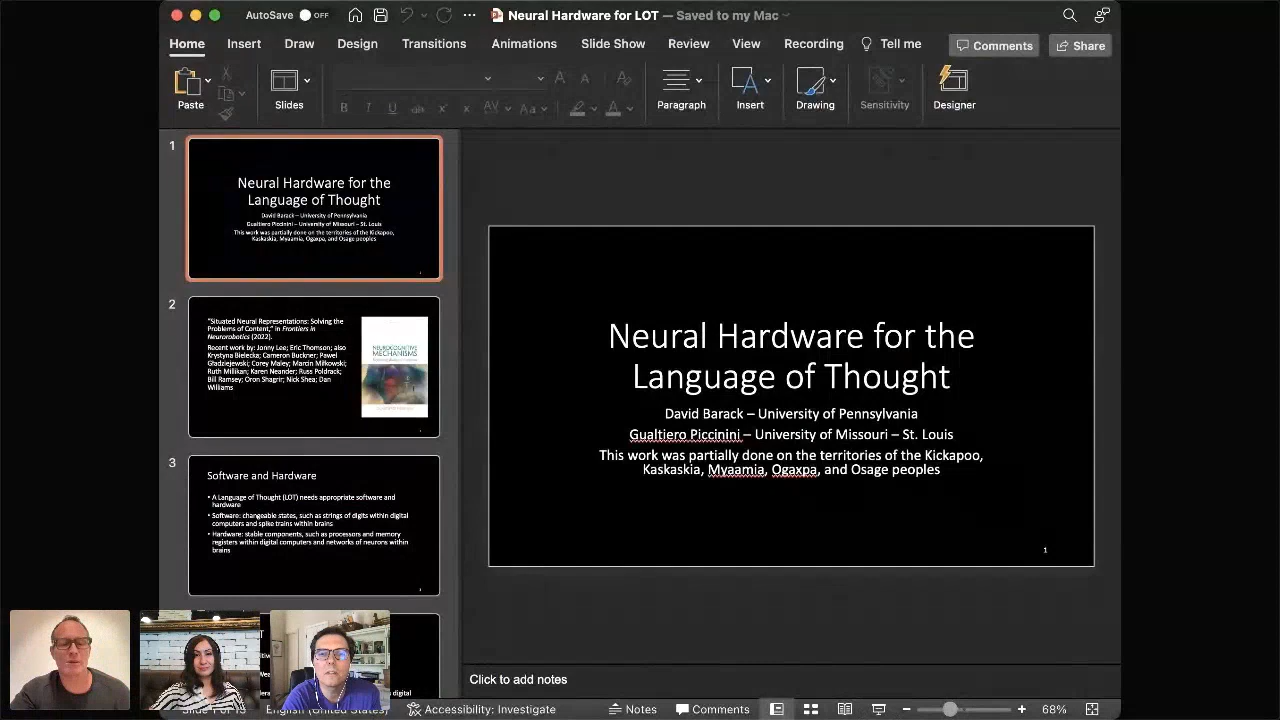 AutoSave OFF
Neural Hardware for LOT — Saved to my Mac
Home Insert Draw Design Transitions Animations Slide Show Review View Recording Tell me Comments Share
Paste Slides Paragraph Insert Drawing Sensitivity Designer
1
Neural Hardware for the
Language of Thought
David Barack – University of Pennsylvania
Gualtiero Piccinini – University of Missouri – St. Louis
This work was partially done on the territories of the Kickapoo,
Kaskaskia, Myaamia, Ogaxpa, and Osage peoples
2
"Situated Neural Representations: Solving the
Problems of Content," in Frontiers in
Neurorobotics (2022).
Recent work by: Jonny Lee; Eric Thomson; also
Krystyna Bielecka; Cameron Buckner; Pawel
Gładziejewski; Corey Maley; Marcin Milkowski;
Ruth Millikan; Karen Neander; Russ Poldrack;
Bill Ramsey; Oron Shagrir; Nick Shea; Dan
Williams
NEUROCOGNITIVE
MECHANISMS
3
Software and Hardware
• A Language of Thought (LOT) needs appropriate software and
hardware
• Software: changeable states, such as strings of digits within digital
computers and spike trains within brains
• Hardware: stable components, such as processors and memory
registers within digital computers and networks of neurons within
brains
Neural Hardware for the
Language of Thought
David Barack – University of Pennsylvania
Gualtiero Piccinini – University of Missouri – St. Louis
This work was partially done on the territories of the Kickapoo,
Kaskaskia, Myaamia, Ogaxpa, and Osage peoples
1
Click to add notes
English (United States) Accessibility: Investigate Notes Comments 68%